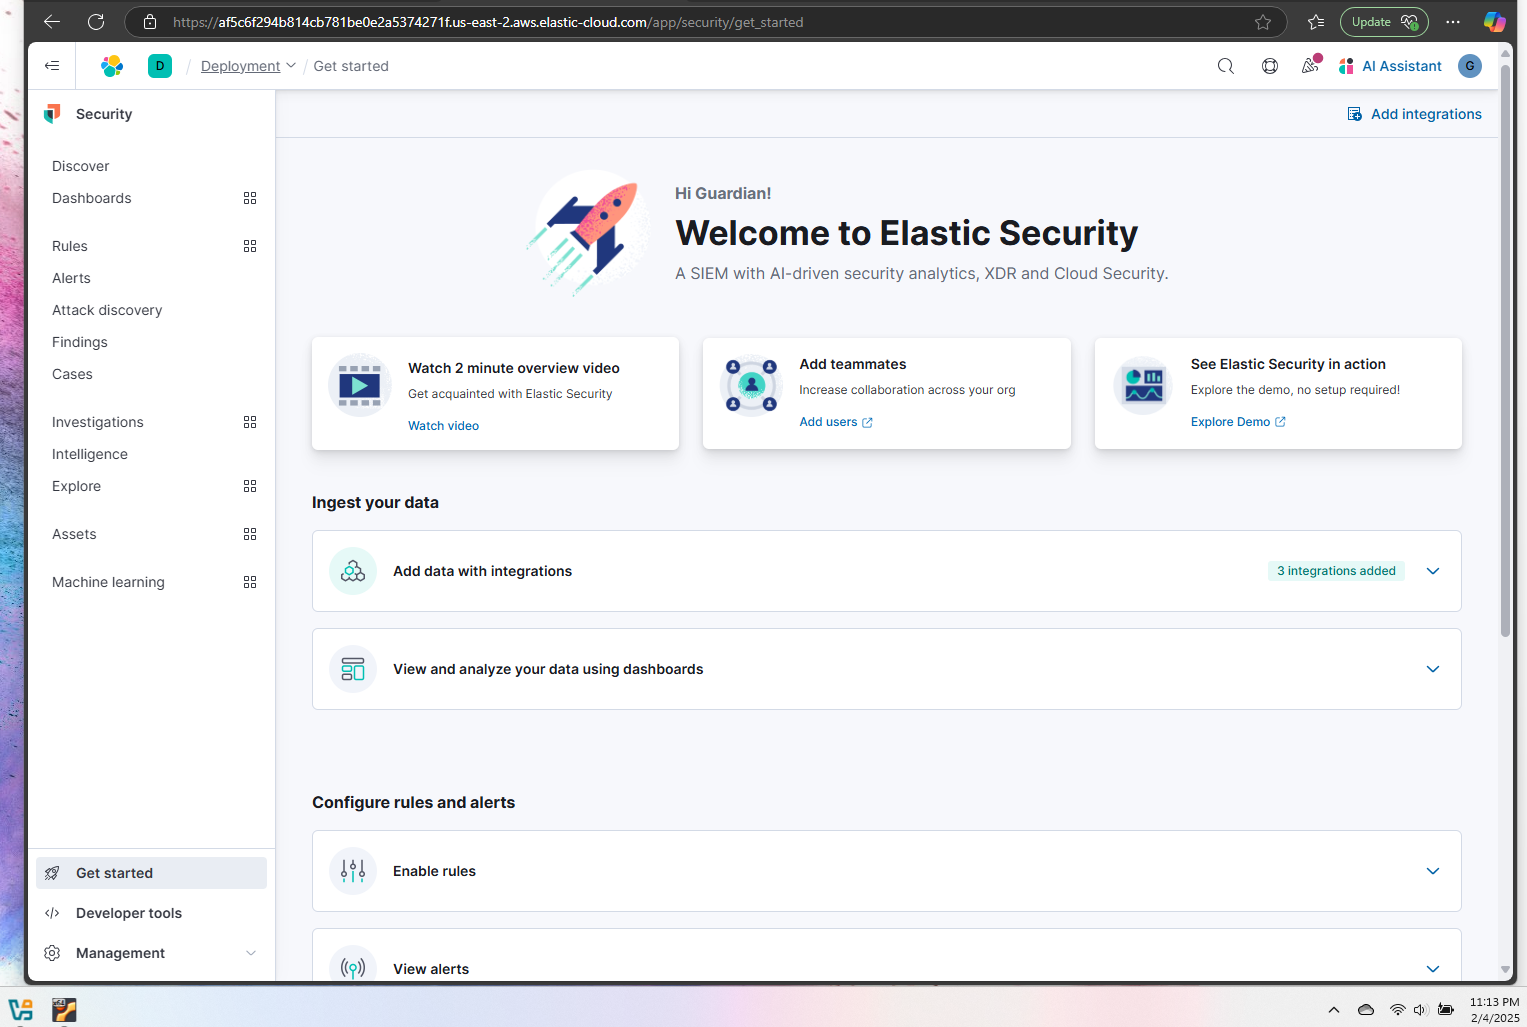 https://af5c6f294b814cb781be0e2a5374271f.us-east-2.aws.elastic-cloud.com/app/security/get_started
Update
D / Deployment / Get started
AI Assistant
G
Security
Add integrations
Discover
Dashboards
Rules
Alerts
Attack discovery
Findings
Cases
Investigations
Intelligence
Explore
Assets
Machine learning
Get started
Developer tools
Management
Hi Guardian!
Welcome to Elastic Security
A SIEM with AI-driven security analytics, XDR and Cloud Security.
Watch 2 minute overview video
Get acquainted with Elastic Security
Watch video
Add teammates
Increase collaboration across your org
Add users
See Elastic Security in action
Explore the demo, no setup required!
Explore Demo
Ingest your data
Add data with integrations
3 integrations added
View and analyze your data using dashboards
Configure rules and alerts
Enable rules
View alerts
11:13 PM
2/4/2025